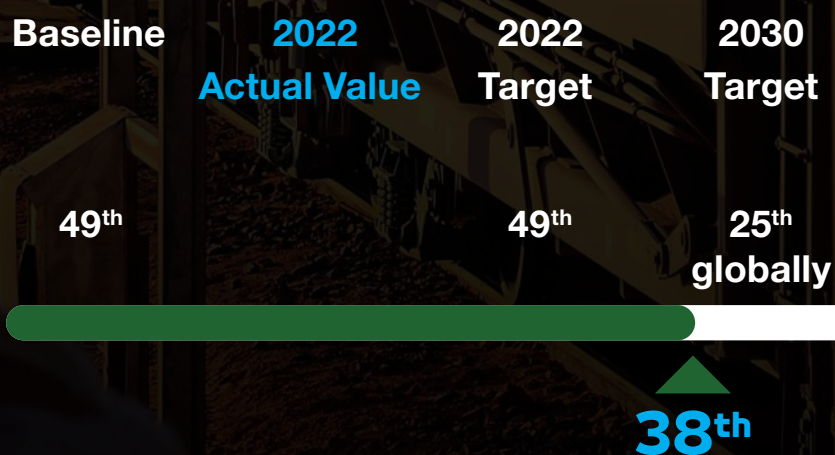 Baseline 2022 2022 2030
Actual Value Target Target
49th 49th 25th
globally
38th